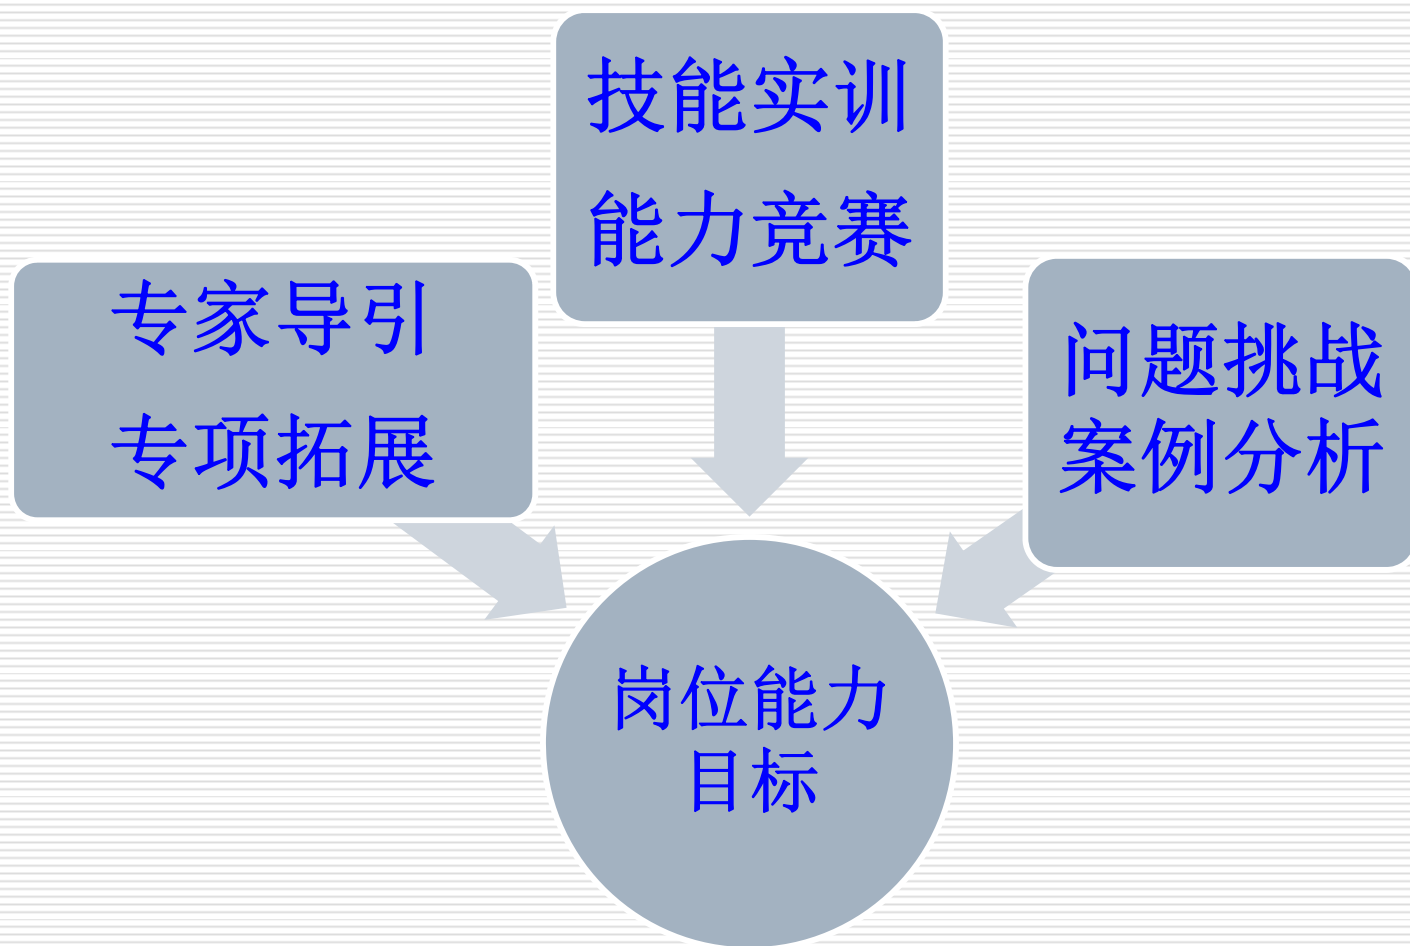 技能实训
能力竞赛
专家导引
专项拓展
问题挑战
案例分析
岗位能力
目标